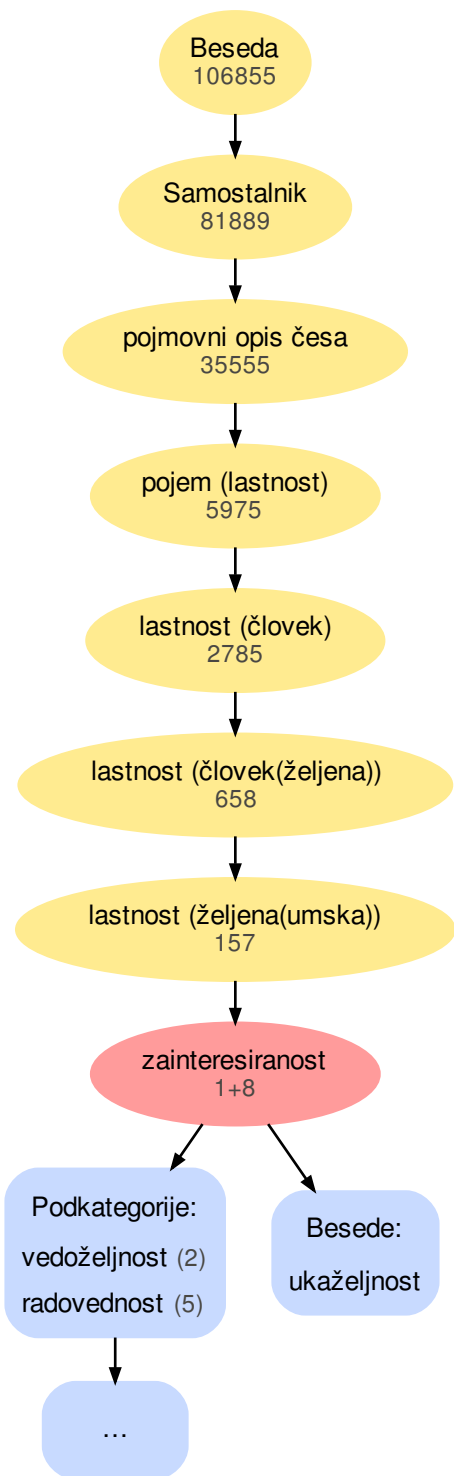 Beseda
106855
Samostalnik
81889
pojmovni opis česa
35555
pojem (lastnost)
5975
lastnost (človek)
2785
lastnost (človek(željena))
658
lastnost (željena(umska))
157
zainteresiranost
1+8
Podkategorije:
vedoželjnost (2)
radovednost (5)
Besede:
ukaželjnost
...